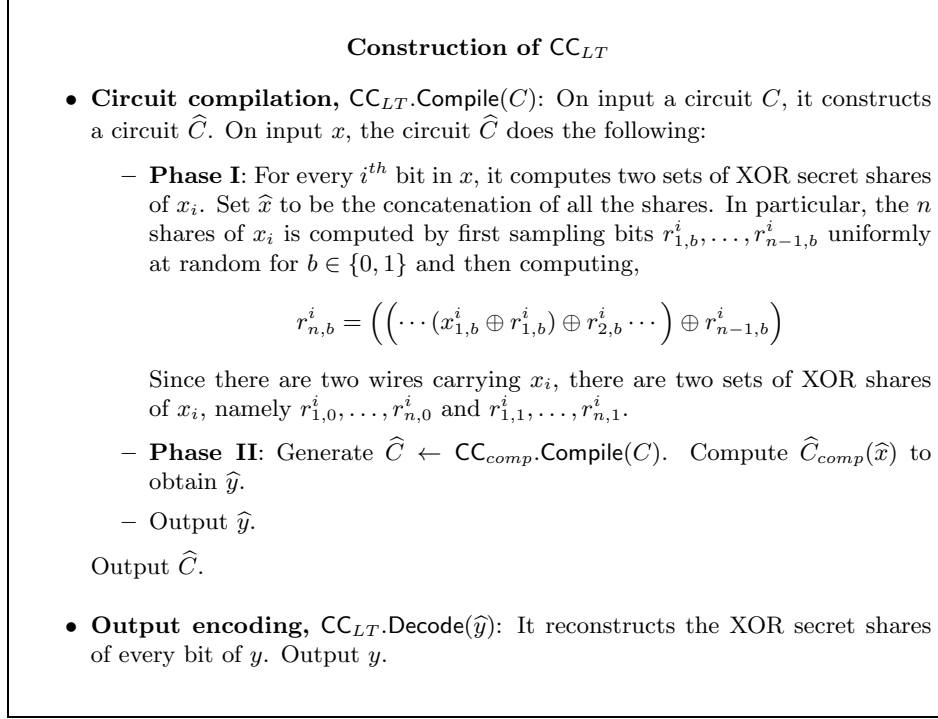 Construction of CC_{LT}
• Circuit compilation, CC_{LT}.Compile(C): On input a circuit C, it constructs
a circuit Ĉ. On input x, the circuit Ĉ does the following:
– Phase I: For every i^{th} bit in x, it computes two sets of XOR secret shares
of x_i. Set x̂ to be the concatenation of all the shares. In particular, the n
shares of x_i is computed by first sampling bits r^i_{1,b}, …, r^i_{n−1,b} uniformly
at random for b ∈ {0, 1} and then computing,
r^i_{n,b} = ((⋯ (x^i_{1,b} ⊕ r^i_{1,b}) ⊕ r^i_{2,b} ⋯) ⊕ r^i_{n−1,b})
Since there are two wires carrying x_i, there are two sets of XOR shares
of x_i, namely r^i_{1,0}, …, r^i_{n,0} and r^i_{1,1}, …, r^i_{n,1}.
– Phase II: Generate Ĉ ← CC_{comp}.Compile(C). Compute Ĉ_{comp}(x̂) to
obtain ŷ.
– Output ŷ.
Output Ĉ.
• Output encoding, CC_{LT}.Decode(ŷ): It reconstructs the XOR secret shares
of every bit of y. Output y.